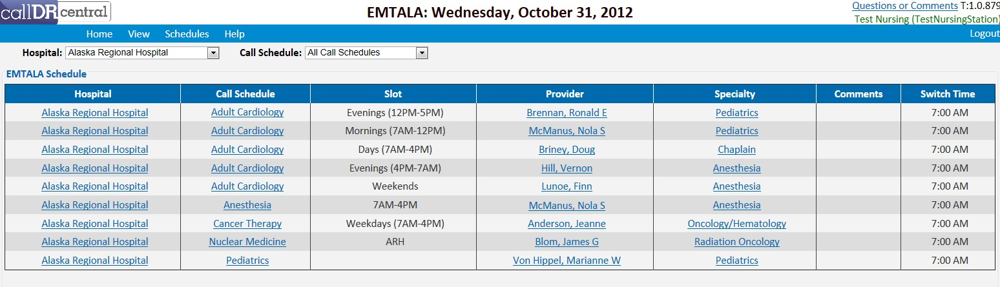 callDRcentral
EMTALA: Wednesday, October 31, 2012
Questions or Comments T:1.0.879
Test Nursing (TestNursingStation)
Home View Schedules Help Logout
Hospital: Alaska Regional Hospital Call Schedule: All Call Schedules
EMTALA Schedule
Hospital Call Schedule Slot Provider Specialty Comments Switch Time
Alaska Regional Hospital Adult Cardiology Evenings (12PM-5PM) Brennan, Ronald E Pediatrics 7:00 AM
Alaska Regional Hospital Adult Cardiology Mornings (7AM-12PM) McManus, Nola S Pediatrics 7:00 AM
Alaska Regional Hospital Adult Cardiology Days (7AM-4PM) Briney, Doug Chaplain 7:00 AM
Alaska Regional Hospital Adult Cardiology Evenings (4PM-7AM) Hill, Vernon Anesthesia 7:00 AM
Alaska Regional Hospital Adult Cardiology Weekends Lunoe, Finn Anesthesia 7:00 AM
Alaska Regional Hospital Anesthesia 7AM-4PM McManus, Nola S Anesthesia 7:00 AM
Alaska Regional Hospital Cancer Therapy Weekdays (7AM-4PM) Anderson, Jeanne Oncology/Hematology 7:00 AM
Alaska Regional Hospital Nuclear Medicine ARH Blom, James G Radiation Oncology 7:00 AM
Alaska Regional Hospital Pediatrics Von Hippel, Marianne W Pediatrics 7:00 AM